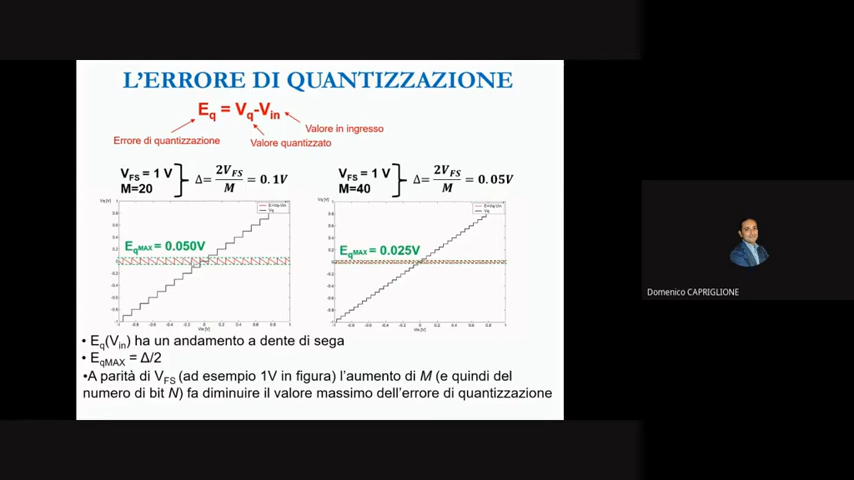 L'ERRORE DI QUANTIZZAZIONE
Eq = Vq-Vin
Valore in ingresso
Errore di quantizzazione
Valore quantizzato
VFS = 1 V
M=20
Δ= 2VFS / M = 0.1V
VFS = 1 V
M=40
Δ= 2VFS / M = 0.05V
EqMAX = 0.050V
EqMAX = 0.025V
• Eq(Vin) ha un andamento a dente di sega
• EqMAX = Δ/2
•A parità di VFS (ad esempio 1V in figura) l'aumento di M (e quindi del
numero di bit N) fa diminuire il valore massimo dell'errore di quantizzazione
Domenico CAPRIGLIONE